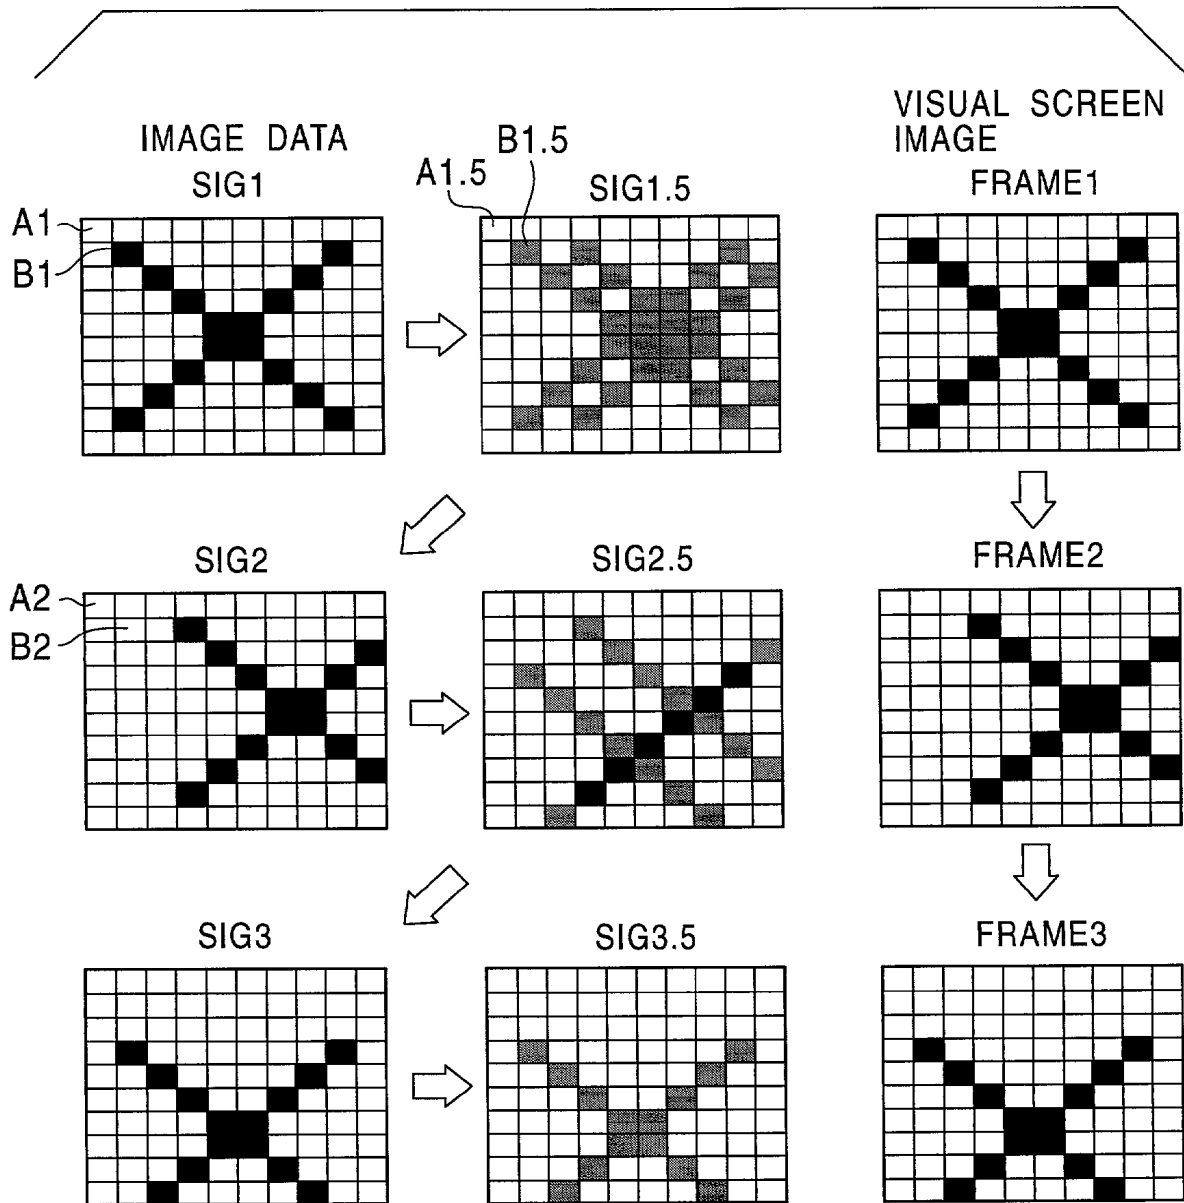 IMAGE DATA
VISUAL SCREEN
IMAGE
SIG1
A1.5
B1.5
SIG1.5
FRAME1
A1
B1
SIG2
SIG2.5
FRAME2
A2
B2
SIG3
SIG3.5
FRAME3